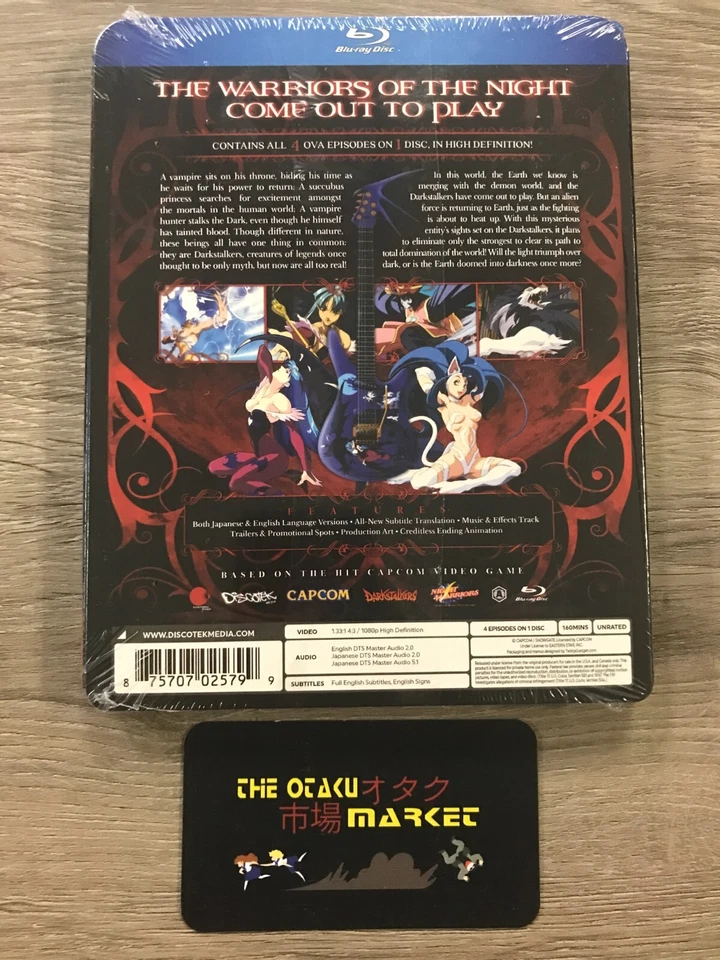 Blu-ray Disc
THE WARRIORS OF THE NIGHT
COME OUT TO PLAY
CONTAINS ALL 4 OVA EPISODES ON 1 DISC, IN HIGH DEFINITION!
A vampire sits on his throne, biding his time as
he waits for his power to return; A succubus
princess searches for excitement amongst
the mortals in the human world; A vampire
hunter stalks the Dark, even though he himself
has tainted blood. Though different in nature,
these beings all have one thing in common:
they are Darkstalkers, creatures of legends once
thought to be only myth, but now are all too real!
In this world, the Earth we know is
merging with the demon world, and the
Darkstalkers have come out to play. But an alien
force is returning to Earth, just as the fighting
is about to heat up. With this mysterious
entity's sights set on the Darkstalkers, it plans
to eliminate only the strongest to clear its path to
total domination of the world! Will the light triumph over
dark, or is the Earth doomed into darkness once more?
FEATURES
Both Japanese & English Language Versions • All-New Subtitle Translation • Music & Effects Track
Trailers & Promotional Spots • Production Art • Creditless Ending Animation
BASED ON THE HIT CAPCOM VIDEO GAME
DISCOTEK CAPCOM DARKSTALKERS NIGHT WARRIORS Blu-ray Disc
WWW.DISCOTEKMEDIA.COM
8 75707 02579 9
VIDEO 1.33:1 4:3 / 1080p High Definition
AUDIO English DTS Master Audio 2.0
Japanese DTS Master Audio 2.0
Japanese DTS Master Audio 5.1
SUBTITLES Full English Subtitles, English Signs
4 EPISODES ON 1 DISC 160MINS UNRATED
THE OTAKU オタク
市場 MARKET